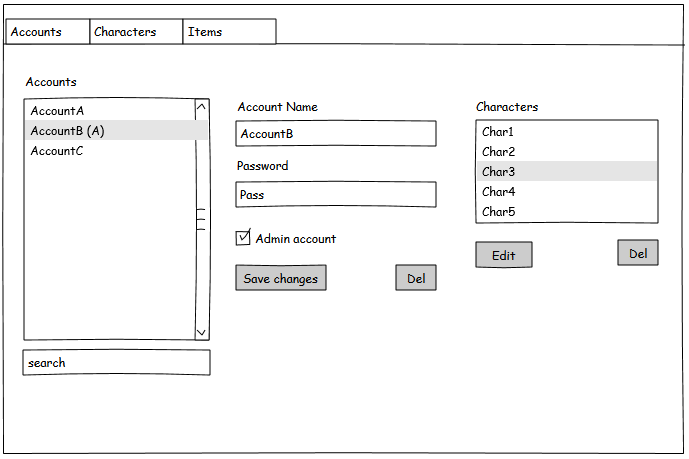 Accounts Characters Items
Accounts
AccountA
AccountB (A)
AccountC
search
Account Name
AccountB
Password
Pass
Admin account
Save changes Del
Characters
Char1
Char2
Char3
Char4
Char5
Edit Del